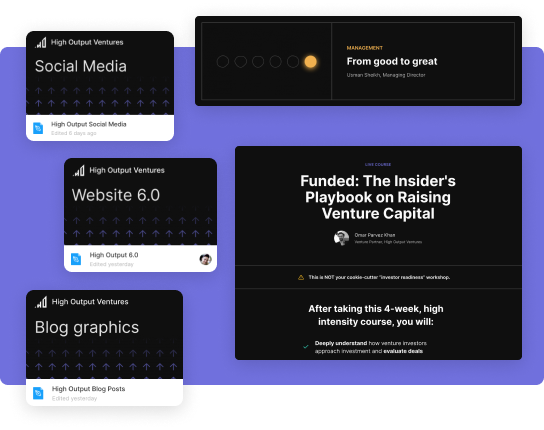 High Output Ventures
Social Media
High Output Social Media
Edited 6 days ago
MANAGEMENT
From good to great
Usman Sheikh, Managing Director
High Output Ventures
Website 6.0
High Output 6.0
Edited yesterday
LIVE COURSE
Funded: The Insider's
Playbook on Raising
Venture Capital
Omar Parvez Khan
Venture Partner, High Output Ventures
This is NOT your cookie-cutter "investor readiness" workshop.
After taking this 4-week, high
intensity course, you will:
Deeply understand how venture investors
approach investment and evaluate deals
High Output Ventures
Blog graphics
High Output Blog Posts
Edited yesterday